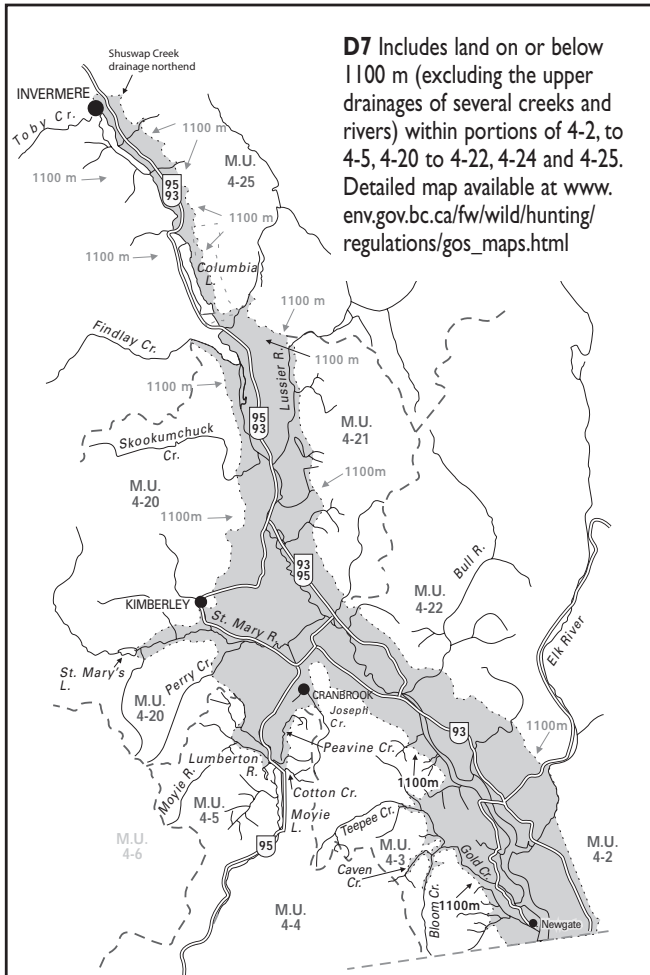 D7 Includes land on or below
1100 m (excluding the upper
drainages of several creeks and
rivers) within portions of 4-2, to
4-5, 4-20 to 4-22, 4-24 and 4-25.
Detailed map available at www.
env.gov.bc.ca/fw/wild/hunting/
regulations/gos_maps.html
Shuswap Creek
drainage northend
INVERMERE
Toby Cr.
1100 m
M.U.
4-25
1100 m
95
93
1100 m
1100 m
Columbia
L.
1100 m
Findlay Cr.
1100 m
Lussier R.
1100 m
95
93
M.U.
4-21
Skookumchuck
Cr.
1100m
M.U.
4-20
1100m
93
95
Bull R.
M.U.
4-22
KIMBERLEY
St. Mary R.
Elk River
St. Mary's
L.
Perry Cr.
M.U.
4-20
CRANBROOK
Joseph
Cr.
93
1100m
Peavine Cr.
Lumberton
R.
1100m
Moyie R.
Cotton Cr.
M.U.
4-5
Moyie
L.
Teepee Cr.
M.U.
4-6
95
M.U.
4-3
Gold Cr.
M.U.
4-2
Caven
Cr.
Bloom Cr.
1100m
M.U.
4-4
Newgate